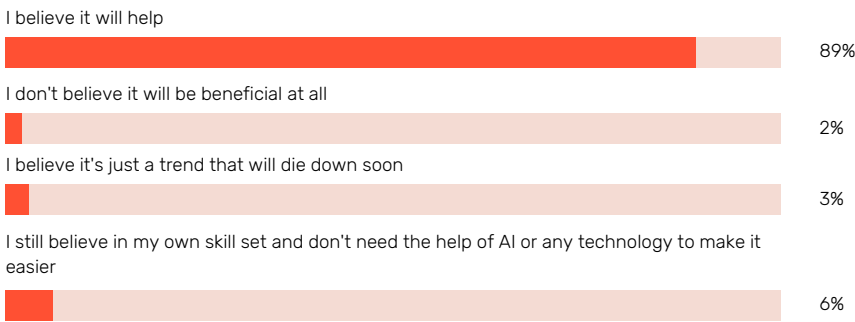 I believe it will help
89%
I don't believe it will be beneficial at all
2%
I believe it's just a trend that will die down soon
3%
I still believe in my own skill set and don't need the help of AI or any technology to make it
easier
6%